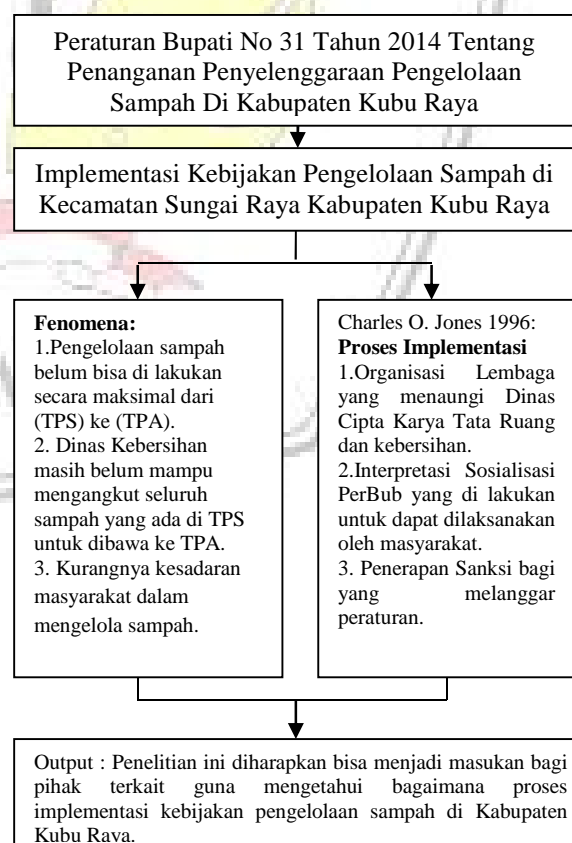 Peraturan Bupati No 31 Tahun 2014 Tentang
Penanganan Penyelenggaraan Pengelolaan
Sampah Di Kabupaten Kubu Raya
Implementasi Kebijakan Pengelolaan Sampah di
Kecamatan Sungai Raya Kabupaten Kubu Raya
Fenomena:
1.Pengelolaan sampah
belum bisa di lakukan
secara maksimal dari
(TPS) ke (TPA).
2. Dinas Kebersihan
masih belum mampu
mengangkut seluruh
sampah yang ada di TPS
untuk dibawa ke TPA.
3. Kurangnya kesadaran
masyarakat dalam
mengelola sampah.
Charles O. Jones 1996:
Proses Implementasi
1.Organisasi Lembaga
yang menaungi Dinas
Cipta Karya Tata Ruang
dan kebersihan.
2.Interpretasi Sosialisasi
PerBub yang di lakukan
untuk dapat dilaksanakan
oleh masyarakat.
3. Penerapan Sanksi bagi
yang melanggar
peraturan.
Output : Penelitian ini diharapkan bisa menjadi masukan bagi
pihak terkait guna mengetahui bagaimana proses
implementasi kebijakan pengelolaan sampah di Kabupaten
Kubu Raya.